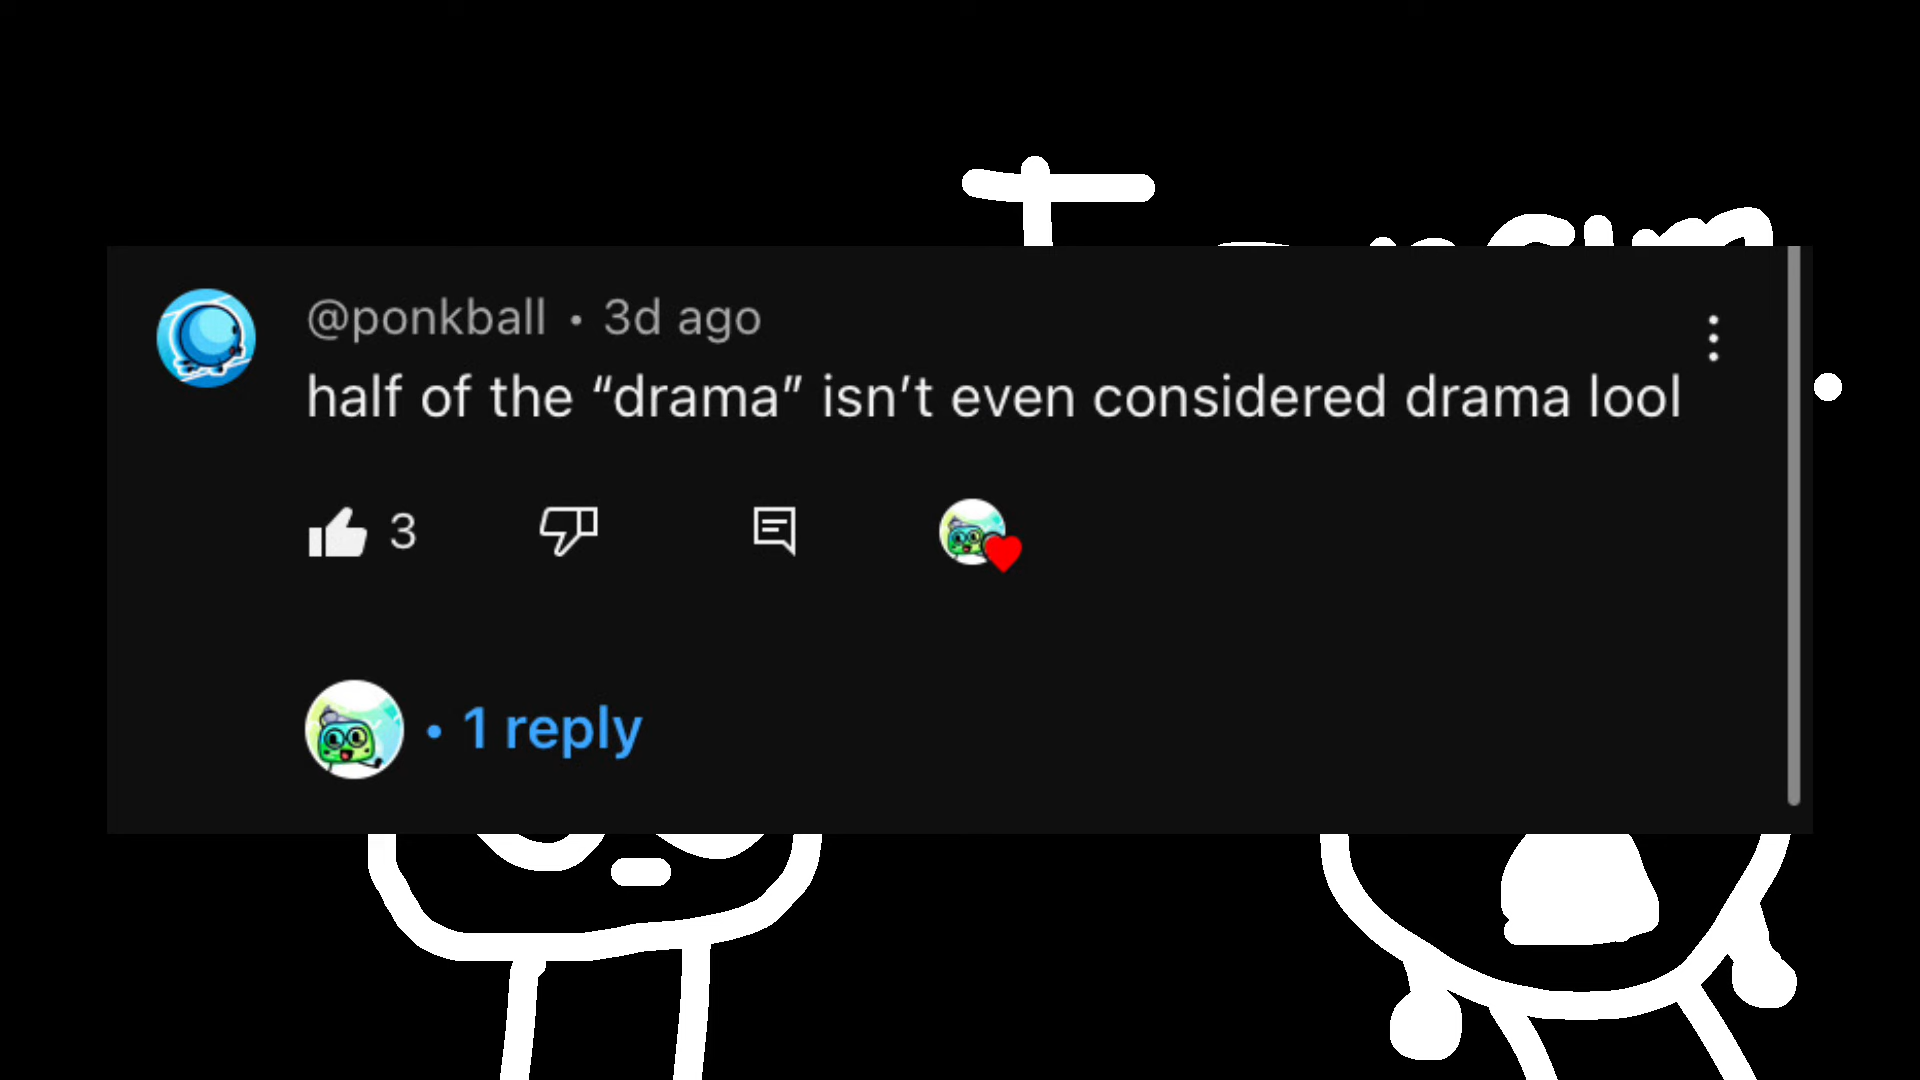 @ponkball • 3d ago
half of the “drama” isn’t even considered drama lool
3
• 1 reply